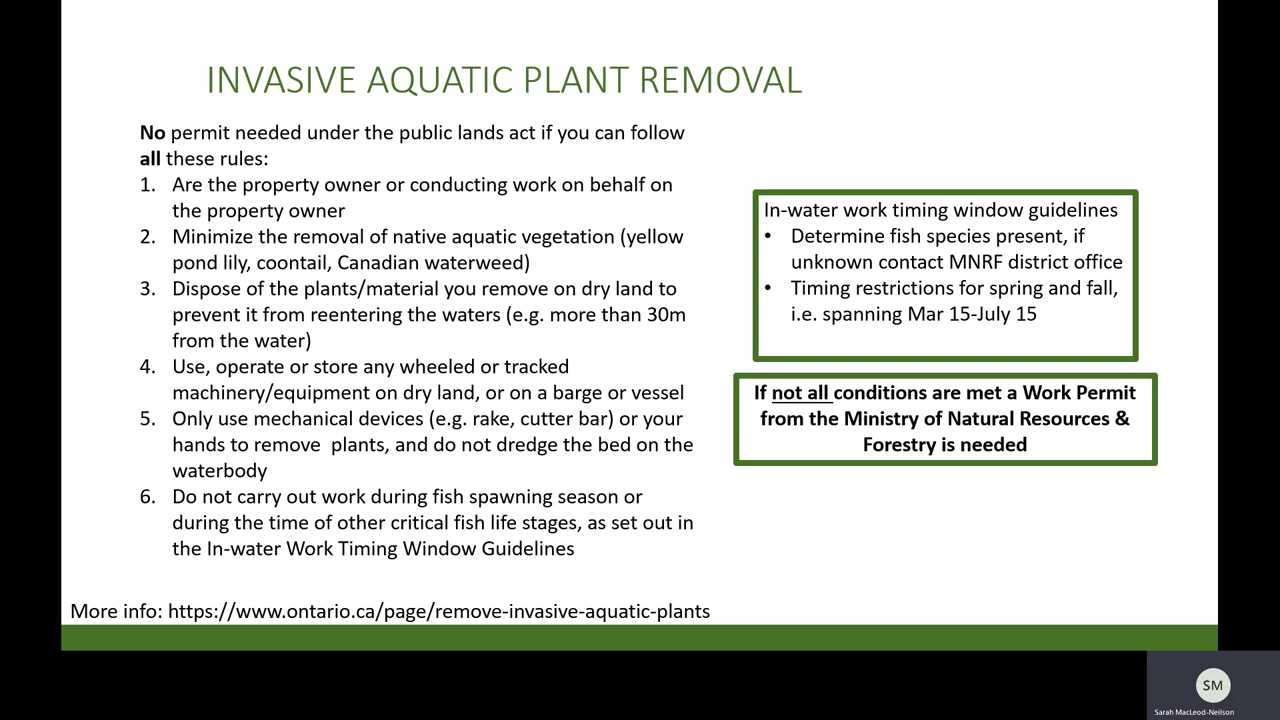 INVASIVE AQUATIC PLANT REMOVAL
No permit needed under the public lands act if you can follow
all these rules:
1. Are the property owner or conducting work on behalf on
the property owner
2. Minimize the removal of native aquatic vegetation (yellow
pond lily, coontail, Canadian waterweed)
3. Dispose of the plants/material you remove on dry land to
prevent it from reentering the waters (e.g. more than 30m
from the water)
4. Use, operate or store any wheeled or tracked
machinery/equipment on dry land, or on a barge or vessel
5. Only use mechanical devices (e.g. rake, cutter bar) or your
hands to remove  plants, and do not dredge the bed on the
waterbody
6. Do not carry out work during fish spawning season or
during the time of other critical fish life stages, as set out in
the In-water Work Timing Window Guidelines
In-water work timing window guidelines
• Determine fish species present, if
unknown contact MNRF district office
• Timing restrictions for spring and fall,
i.e. spanning Mar 15-July 15
If not all conditions are met a Work Permit
from the Ministry of Natural Resources &
Forestry is needed
More info: https://www.ontario.ca/page/remove-invasive-aquatic-plants
SM
Sarah MacLeod-Neilson